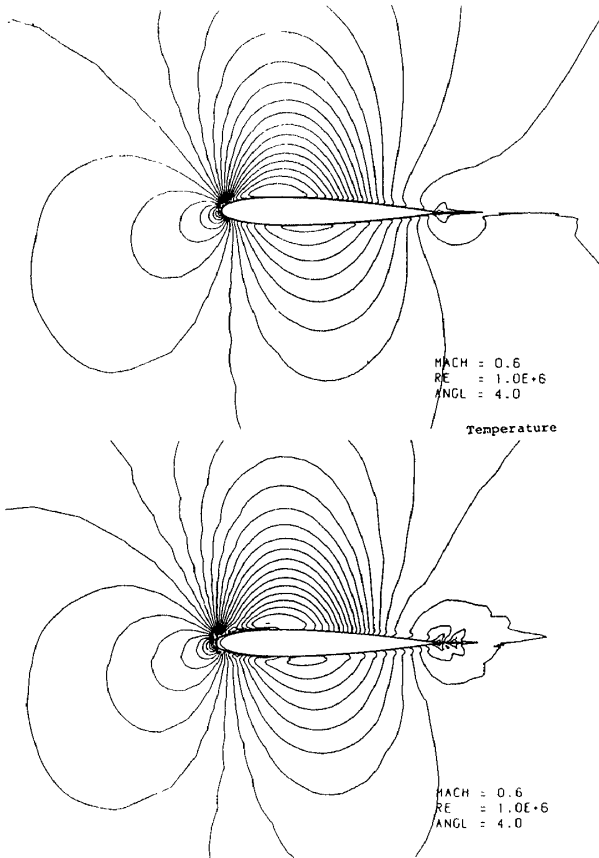 MACH = 0.6
RE = 1.0E+6
ANGL = 4.0
Temperature
MACH = 0.6
RE = 1.0E+6
ANGL = 4.0